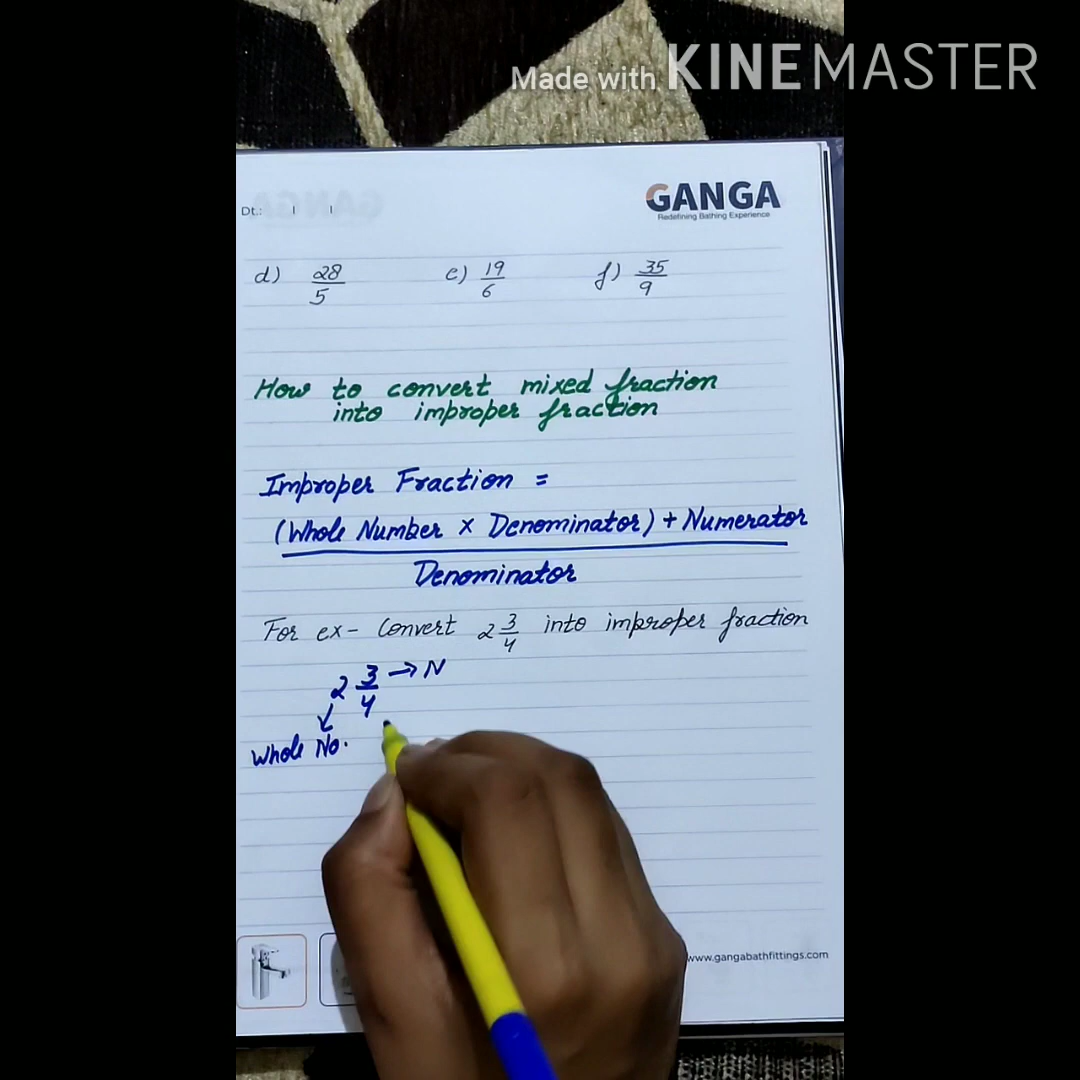 Made with KINEMASTER
Dt.:
GANGA
Redefining Bathing Experience
d) 28/5 e) 19/6 f) 35/9
How to convert mixed fraction
into improper fraction
Improper Fraction =
(Whole Number × Denominator) + Numerator
Denominator
For ex- Convert 2 3/4 into improper fraction
2 3/4 → N
Whole No.
www.gangabathfittings.com